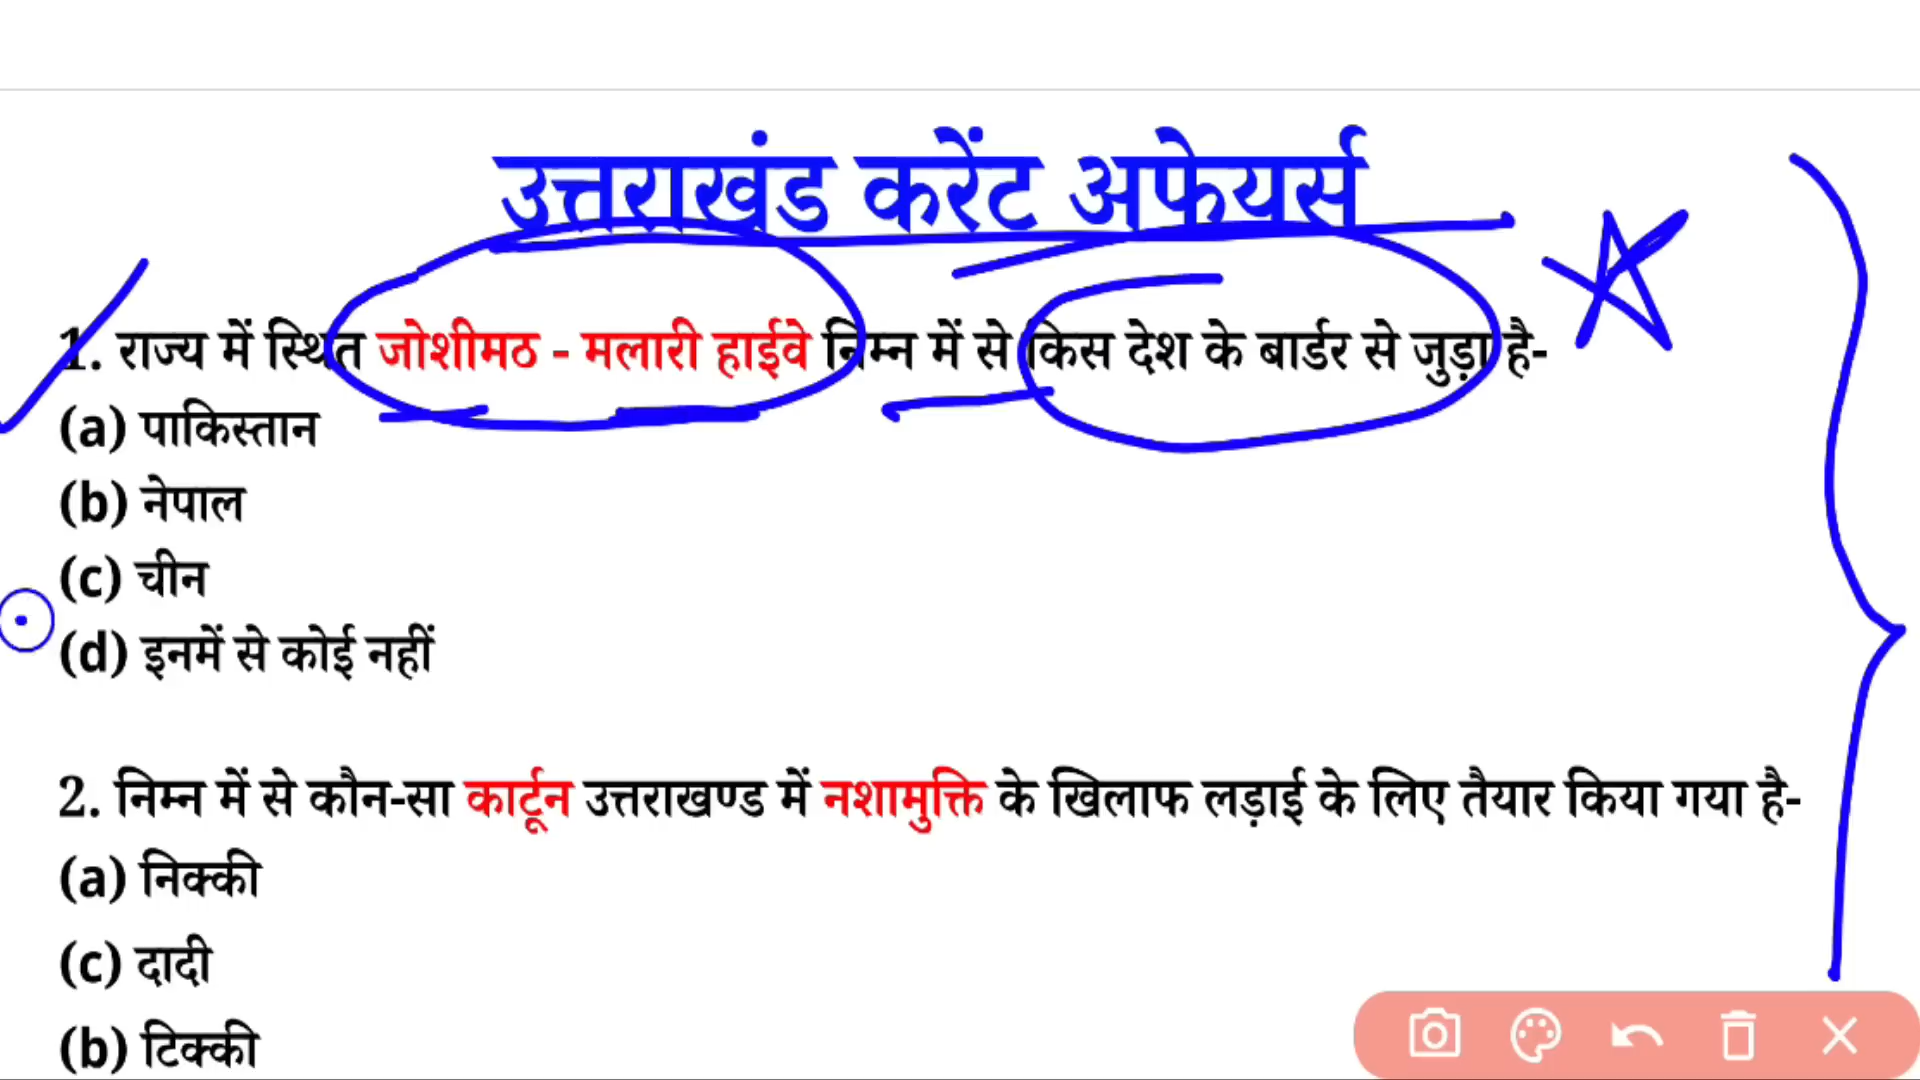 उत्तराखंड करेंट अफेयर्स
1. राज्य में स्थित जोशीमठ - मलारी हाईवे निम्न में से किस देश के बार्डर से जुड़ा है-
(a) पाकिस्तान
(b) नेपाल
(c) चीन
(d) इनमें से कोई नहीं
2. निम्न में से कौन-सा कार्टून उत्तराखण्ड में नशामुक्ति के खिलाफ लड़ाई के लिए तैयार किया गया है-
(a) निक्की
(c) दादी
(b) टिक्की